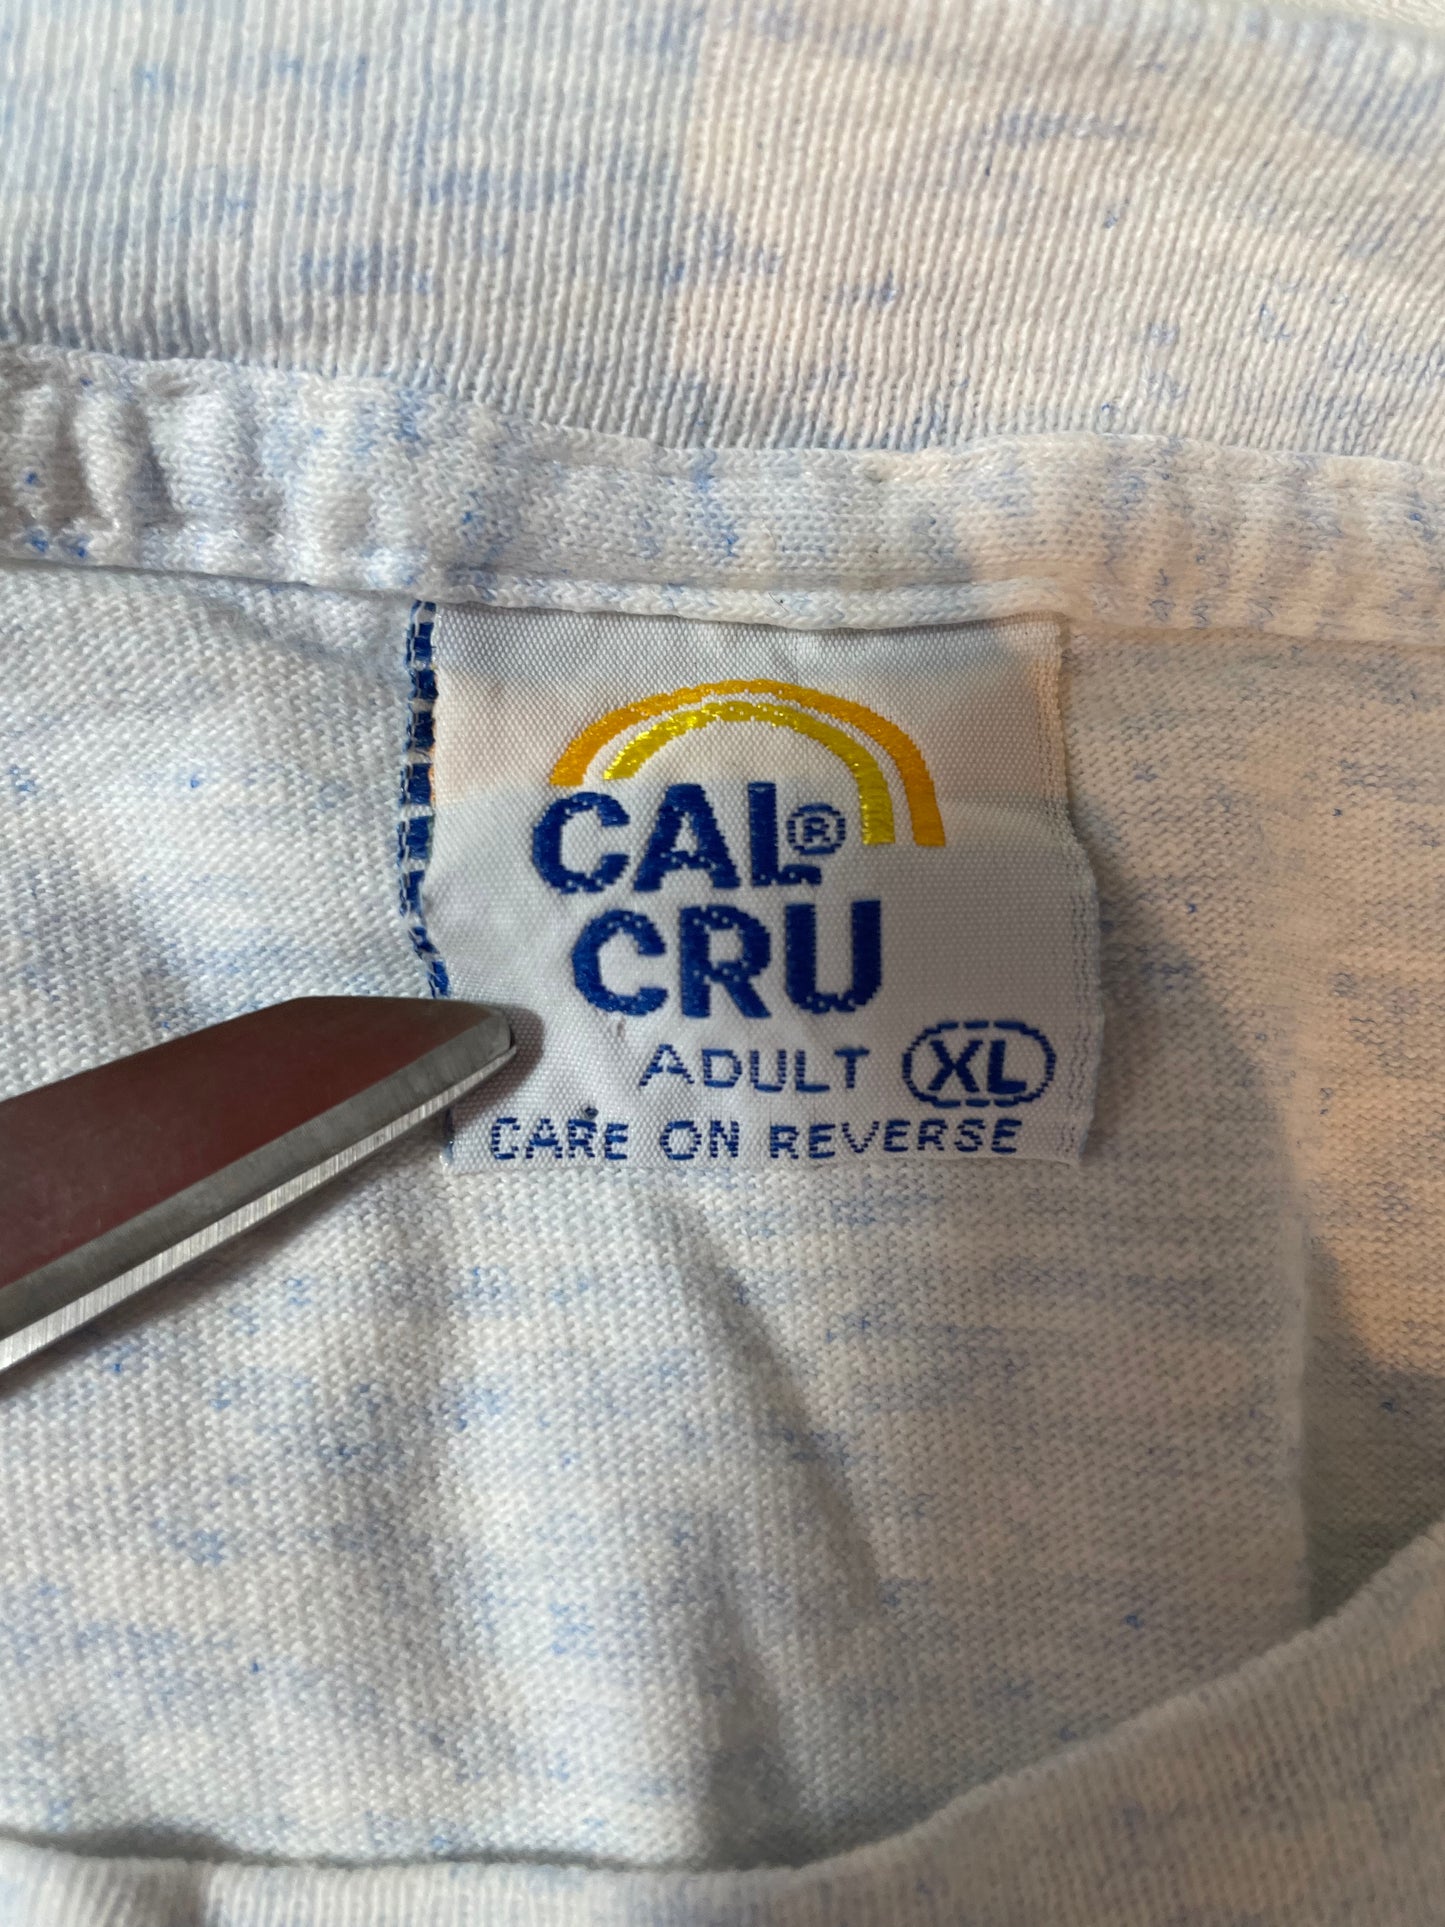 CAL®
CRU
ADULT XL
CARE ON REVERSE